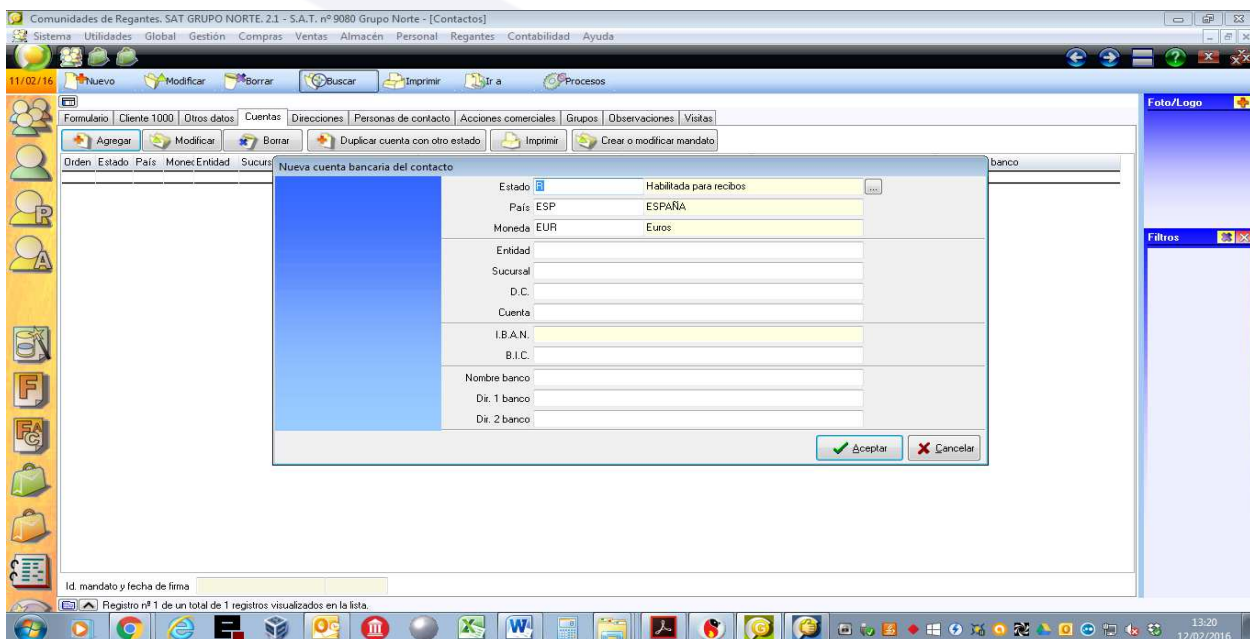 Comunidades de Regantes. SAT GRUPO NORTE. 2.1 - S.A.T. nº 9080 Grupo Norte - [Contactos]
Sistema Utilidades Global Gestión Compras Ventas Almacén Personal Regantes Contabilidad Ayuda
11/02/16 Nuevo Modificar Borrar Buscar Imprimir Ir a Procesos
Foto/Logo
Formulario Cliente 1000 Otros datos Cuentas Direcciones Personas de contacto Acciones comerciales Grupos Observaciones Visitas
Agregar Modificar Borrar Duplicar cuenta con otro estado Imprimir Crear o modificar mandato
Orden Estado País Monec Entidad Sucurs banco
Nueva cuenta bancaria del contacto
Estado R Habilitada para recibos ...
País ESP ESPAÑA
Moneda EUR Euros
Filtros
Entidad
Sucursal
D.C.
Cuenta
I.B.A.N.
B.I.C.
Nombre banco
Dir. 1 banco
Dir. 2 banco
Aceptar Cancelar
Id. mandato y fecha de firma
Registro nº 1 de un total de 1 registros visualizados en la lista.
13:20
12/02/2016